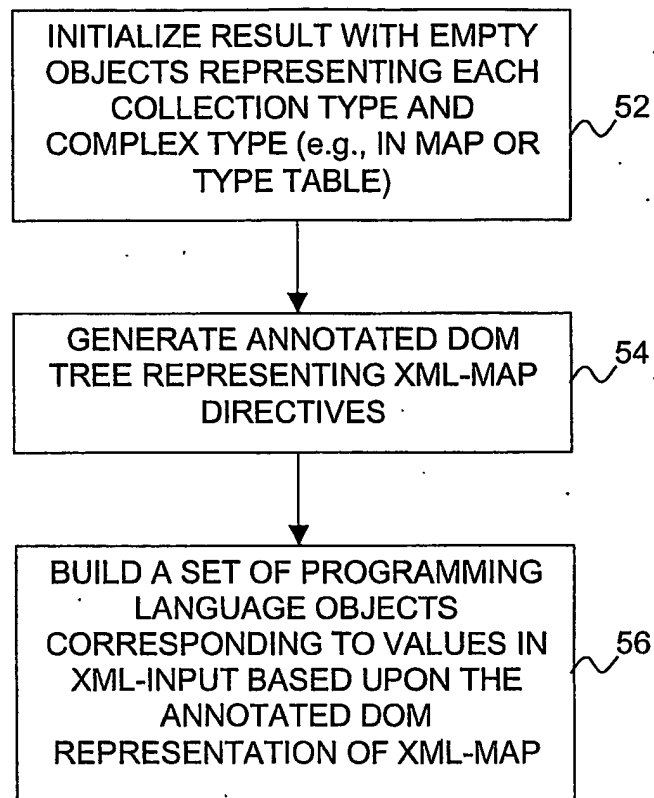 INITIALIZE RESULT WITH EMPTY
OBJECTS REPRESENTING EACH
COLLECTION TYPE AND
COMPLEX TYPE (e.g., IN MAP OR
TYPE TABLE)
52
GENERATE ANNOTATED DOM
TREE REPRESENTING XML-MAP
DIRECTIVES
54
BUILD A SET OF PROGRAMMING
LANGUAGE OBJECTS
CORRESPONDING TO VALUES IN
XML-INPUT BASED UPON THE
ANNOTATED DOM
REPRESENTATION OF XML-MAP
56